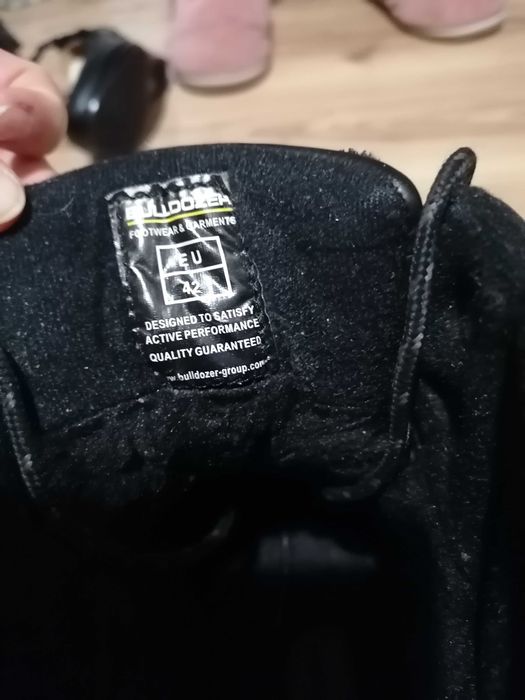 BULLDOZER
FOOTWEAR & GARMENTS
EU
42
DESIGNED TO SATISFY
ACTIVE PERFORMANCE
QUALITY GUARANTEED
w.bulldozer-group.com